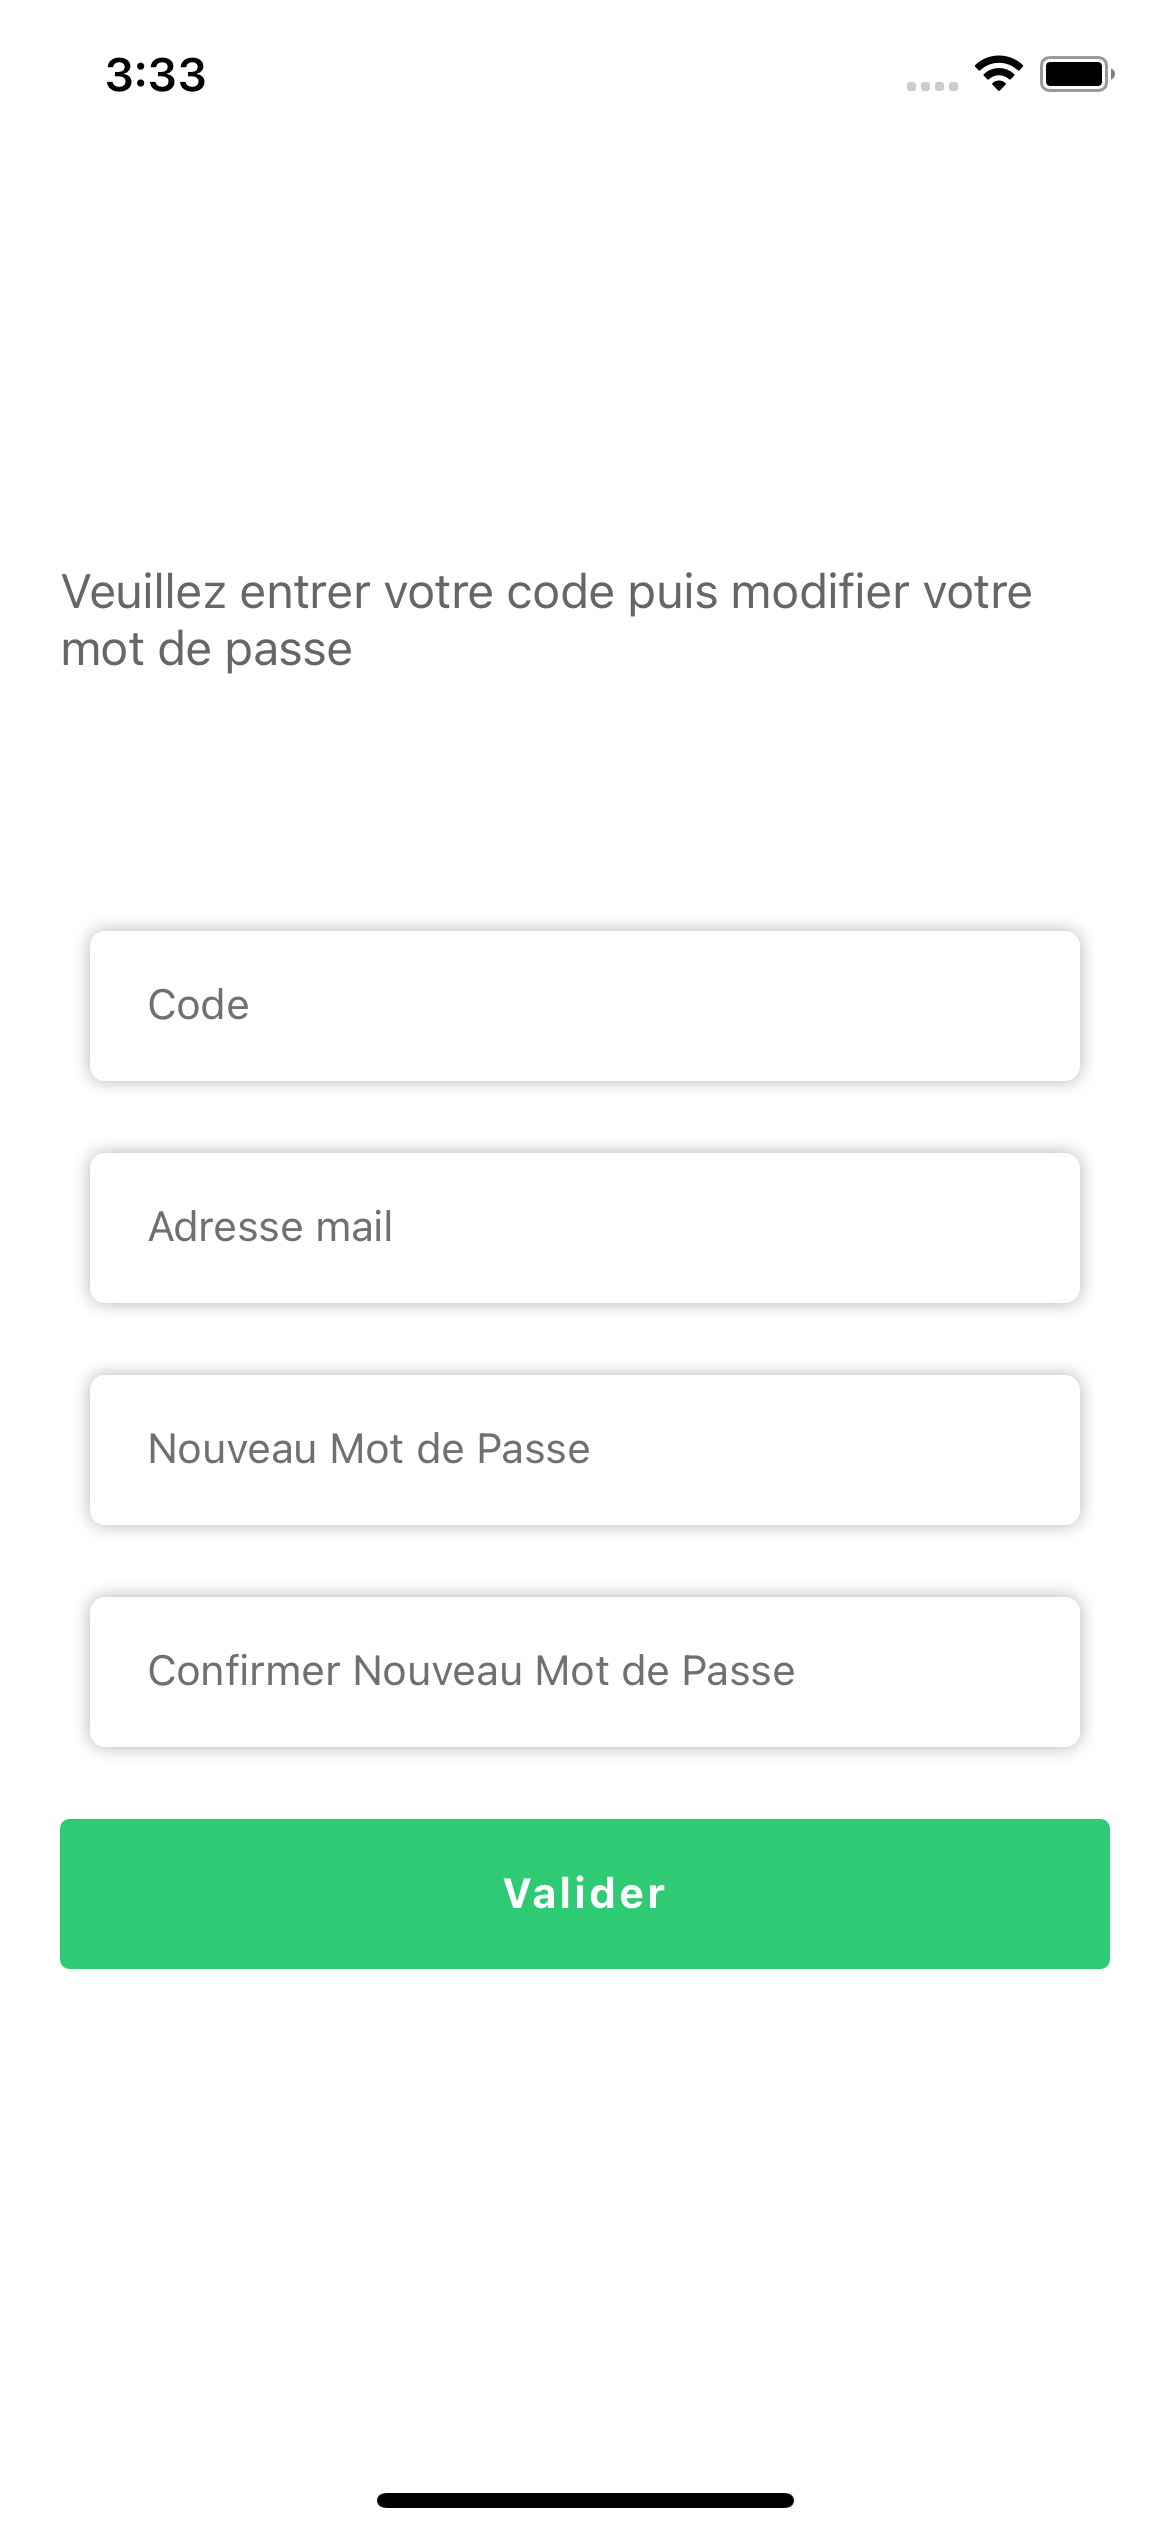 3:33
Veuillez entrer votre code puis modifier votre
mot de passe
Code
Adresse mail
Nouveau Mot de Passe
Confirmer Nouveau Mot de Passe
Valider